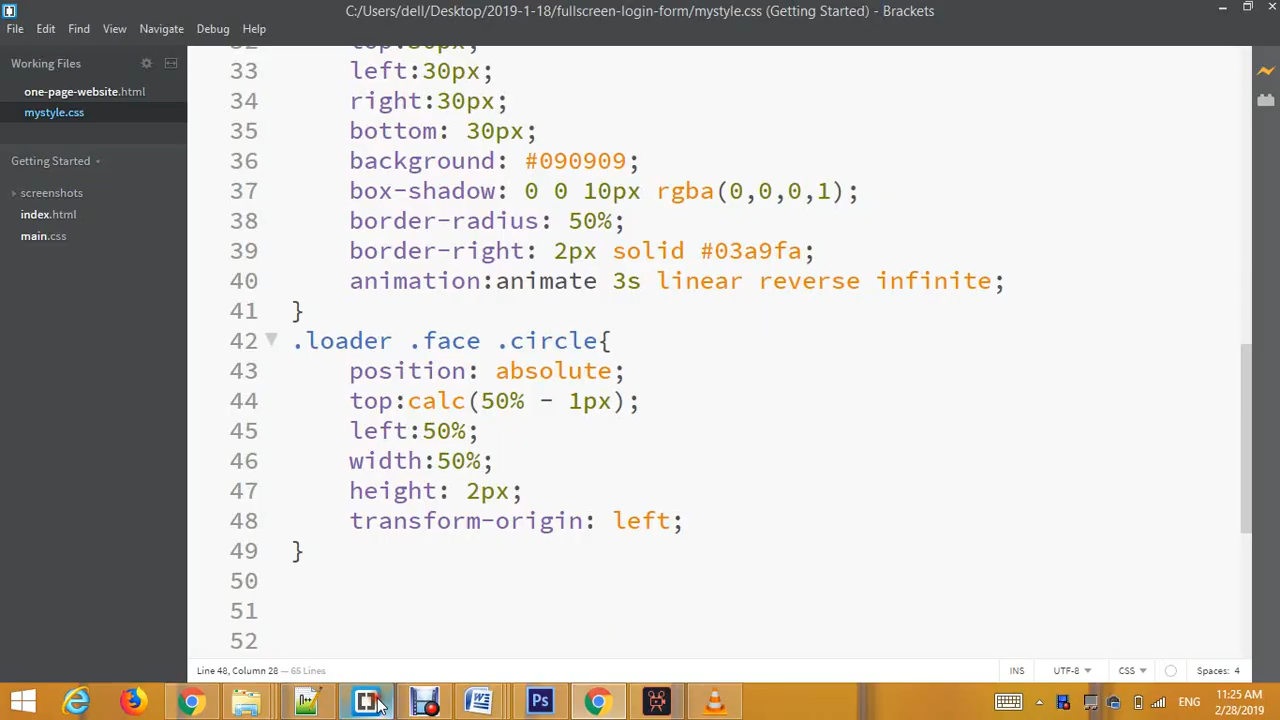 C:/Users/dell/Desktop/2019-1-18/fullscreen-login-form/mystyle.css (Getting Started) - Brackets
File Edit Find View Navigate Debug Help
Working Files
one-page-website.html
mystyle.css
Getting Started
screenshots
index.html
main.css
32 top:30px;
33 left:30px;
34 right:30px;
35 bottom: 30px;
36 background: #090909;
37 box-shadow: 0 0 10px rgba(0,0,0,1);
38 border-radius: 50%;
39 border-right: 2px solid #03a9fa;
40 animation:animate 3s linear reverse infinite;
41 }
42 .loader .face .circle{
43 position: absolute;
44 top:calc(50% - 1px);
45 left:50%;
46 width:50%;
47 height: 2px;
48 transform-origin: left;
49 }
50
51
52
Line 48, Column 28 — 65 Lines
INS UTF-8 CSS Spaces: 4
Ps
ENG
11:25 AM
2/28/2019